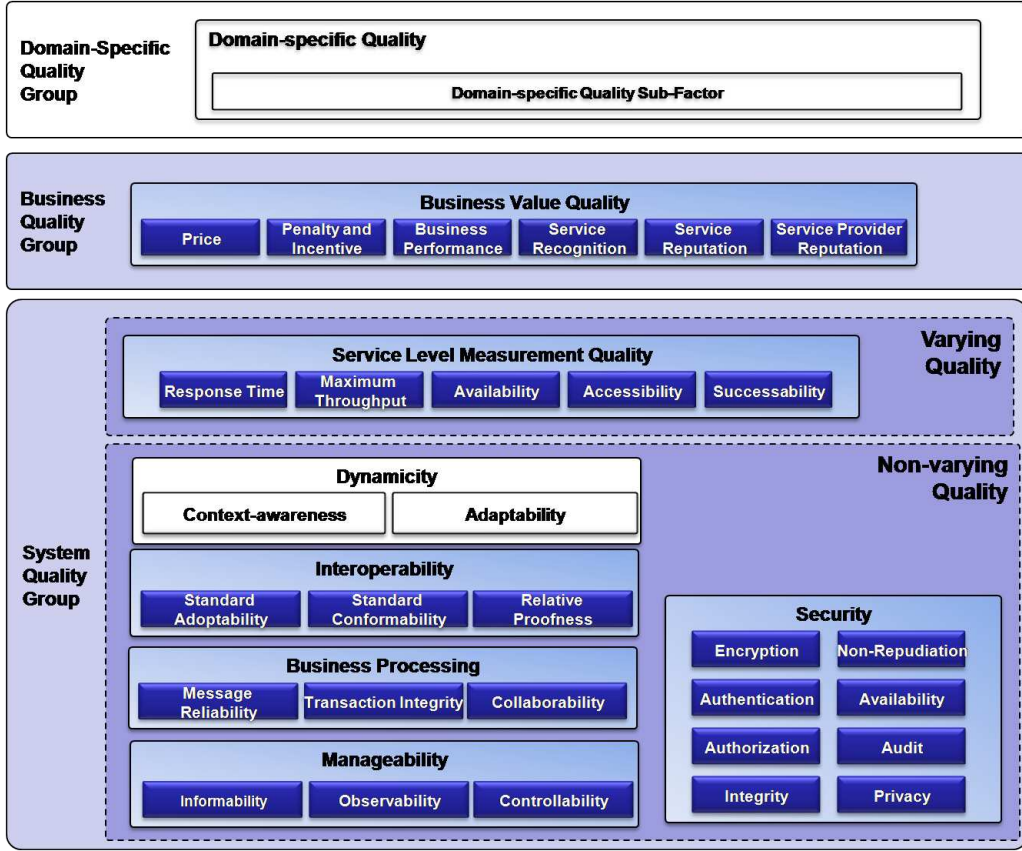 Domain-Specific
Quality
Group
Domain-specific Quality
Domain-specific Quality Sub-Factor
Business
Quality
Group
Business Value Quality
Price
Penalty and
Incentive
Business
Performance
Service
Recognition
Service
Reputation
Service Provider
Reputation
System
Quality
Group
Varying
Quality
Service Level Measurement Quality
Response Time
Maximum
Throughput
Availability
Accessibility
Successability
Non-varying
Quality
Dynamicity
Context-awareness
Adaptability
Interoperability
Standard
Adoptability
Standard
Conformability
Relative
Proofness
Business Processing
Message
Reliability
Transaction Integrity
Collaborability
Manageability
Informability
Observability
Controllability
Security
Encryption
Non-Repudiation
Authentication
Availability
Authorization
Audit
Integrity
Privacy